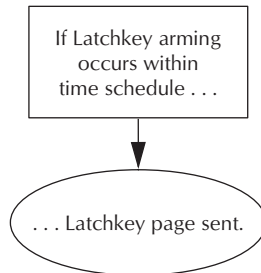 If Latchkey arming
occurs within
time schedule . . .
. . . Latchkey page sent.